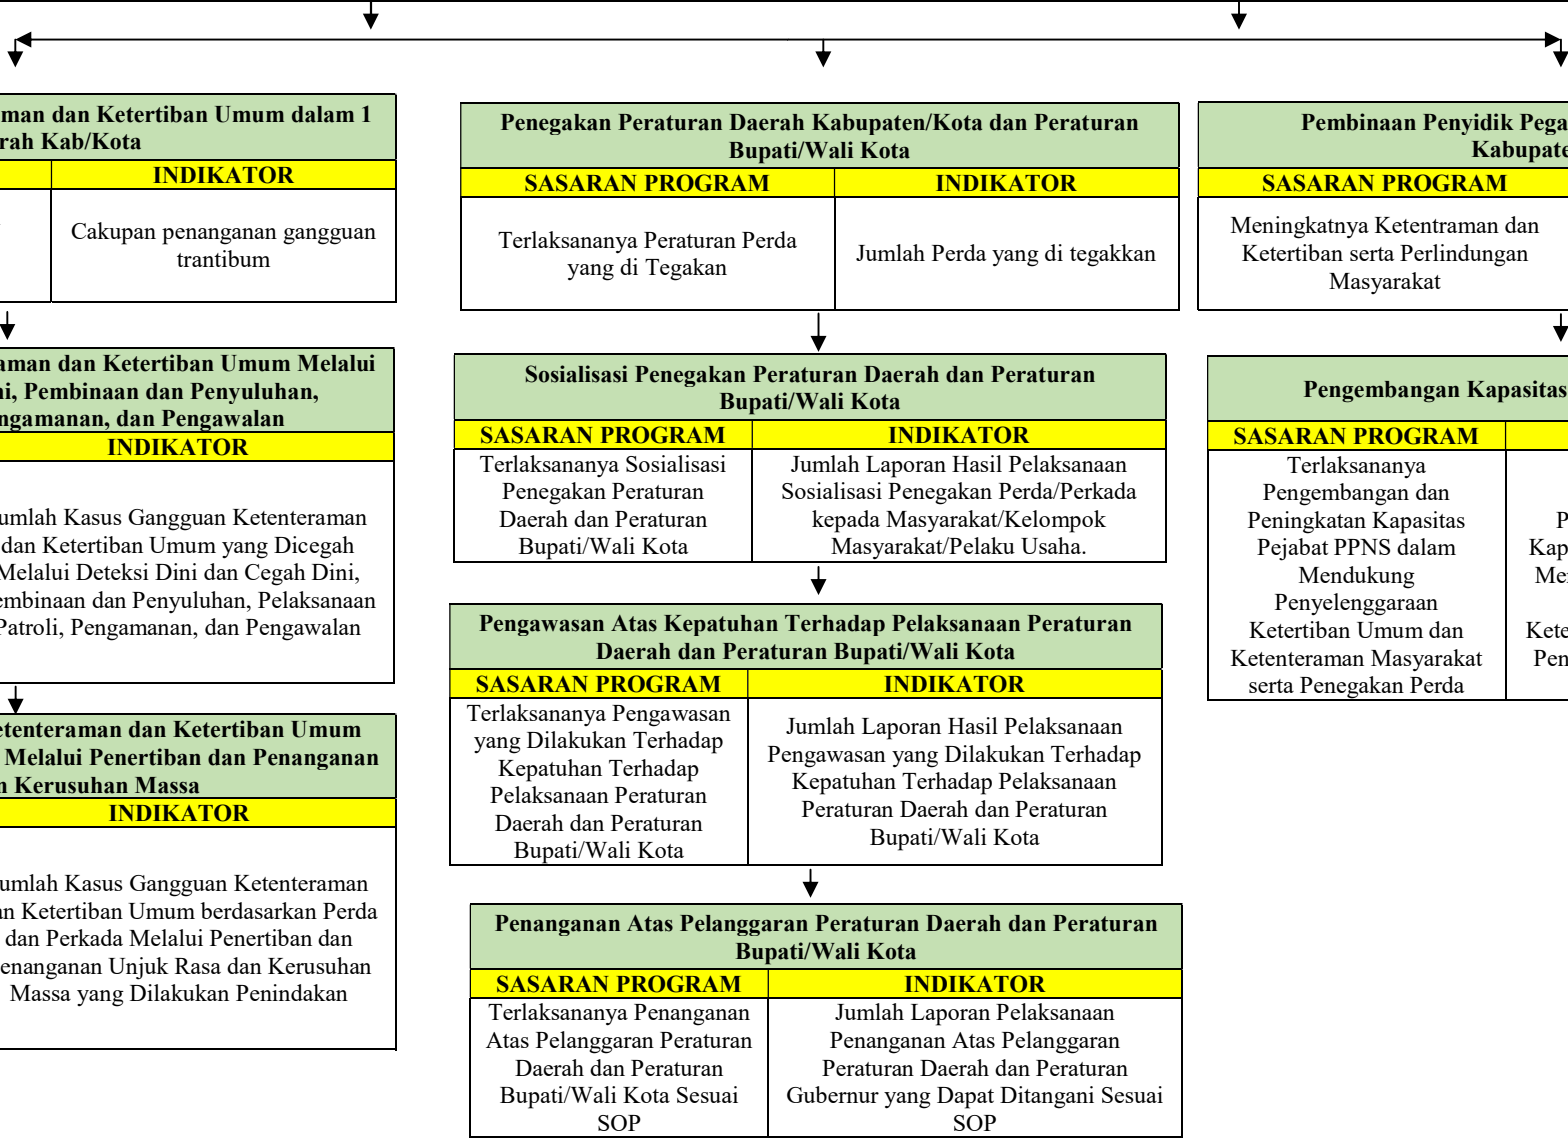 dan Ketertiban Umum dalam 1
Kab/Kota
INDIKATOR
Cakupan penanganan gangguan
trantibum
dan Ketertiban Umum Melalui
Pembinaan dan Penyuluhan,
dan Pengawalan
INDIKATOR
Kasus Gangguan Ketenteraman
dan Ketertiban Umum yang Dicegah
Melalui Deteksi Dini dan Cegah Dini,
dan Penyuluhan, Pelaksanaan
Patroli, Pengamanan, dan Pengawalan
dan Ketertiban Umum
Melalui Penertiban dan Penanganan
Kerusuhan Massa
INDIKATOR
Kasus Gangguan Ketenteraman
Ketertiban Umum berdasarkan Perda
dan Perkada Melalui Penertiban dan
Unjuk Rasa dan Kerusuhan
Massa yang Dilakukan Penindakan
Penegakan Peraturan Daerah Kabupaten/Kota dan Peraturan
Bupati/Wali Kota
SASARAN PROGRAM
INDIKATOR
Terlaksananya Peraturan Perda
yang di Tegakan
Jumlah Perda yang di tegakkan
Sosialisasi Penegakan Peraturan Daerah dan Peraturan
Bupati/Wali Kota
SASARAN PROGRAM
INDIKATOR
Terlaksananya Sosialisasi
Penegakan Peraturan
Daerah dan Peraturan
Bupati/Wali Kota
Jumlah Laporan Hasil Pelaksanaan
Sosialisasi Penegakan Perda/Perkada
kepada Masyarakat/Kelompok
Masyarakat/Pelaku Usaha.
Pengawasan Atas Kepatuhan Terhadap Pelaksanaan Peraturan
Daerah dan Peraturan Bupati/Wali Kota
SASARAN PROGRAM
INDIKATOR
Terlaksananya Pengawasan
yang Dilakukan Terhadap
Kepatuhan Terhadap
Pelaksanaan Peraturan
Daerah dan Peraturan
Bupati/Wali Kota
Jumlah Laporan Hasil Pelaksanaan
Pengawasan yang Dilakukan Terhadap
Kepatuhan Terhadap Pelaksanaan
Peraturan Daerah dan Peraturan
Bupati/Wali Kota
Penanganan Atas Pelanggaran Peraturan Daerah dan Peraturan
Bupati/Wali Kota
SASARAN PROGRAM
INDIKATOR
Terlaksananya Penanganan
Atas Pelanggaran Peraturan
Daerah dan Peraturan
Bupati/Wali Kota Sesuai
SOP
Jumlah Laporan Pelaksanaan
Penanganan Atas Pelanggaran
Peraturan Daerah dan Peraturan
Gubernur yang Dapat Ditangani Sesuai
SOP
Pembinaan Penyidik
SASARAN PROGRAM
Meningkatnya Ketentraman dan
Ketertiban serta Perlindungan
Masyarakat
Pengembangan Kapasitas
SASARAN PROGRAM
Terlaksananya
Pengembangan dan
Peningkatan Kapasitas
Pejabat PPNS dalam
Mendukung
Penyelenggaraan
Ketertiban Umum dan
Ketenteraman Masyarakat
serta Penegakan Perda